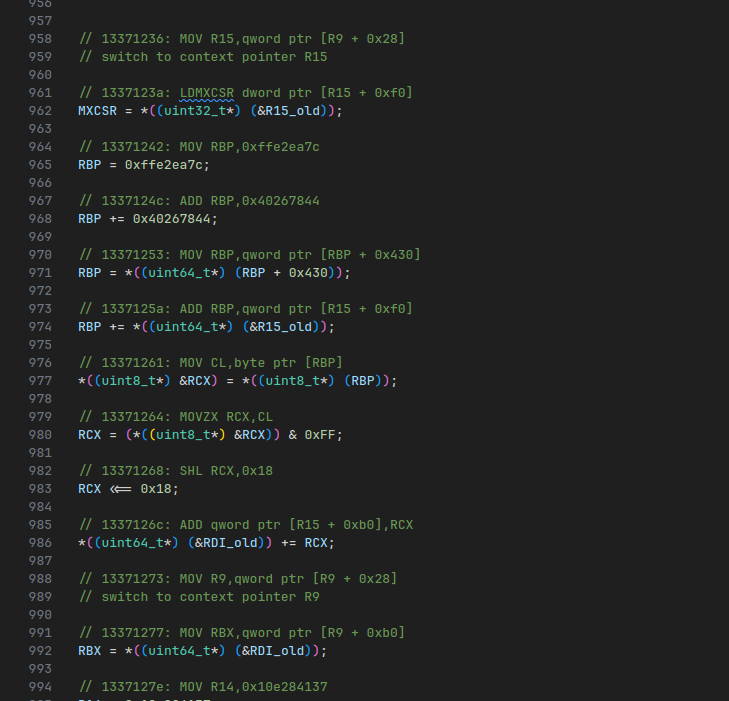 956
957
958 // 13371236: MOV R15,qword ptr [R9 + 0x28]
959 // switch to context pointer R15
960
961 // 1337123a: LDMXCSR dword ptr [R15 + 0xf0]
962 MXCSR = *((uint32_t*) (&R15_old));
963
964 // 13371242: MOV RBP,0xffe2ea7c
965 RBP = 0xffe2ea7c;
966
967 // 1337124c: ADD RBP,0x40267844
968 RBP += 0x40267844;
969
970 // 13371253: MOV RBP,qword ptr [RBP + 0x430]
971 RBP = *((uint64_t*) (RBP + 0x430));
972
973 // 1337125a: ADD RBP,qword ptr [R15 + 0xf0]
974 RBP += *((uint64_t*) (&R15_old));
975
976 // 13371261: MOV CL,byte ptr [RBP]
977 *((uint8_t*) &RCX) = *((uint8_t*) (RBP));
978
979 // 13371264: MOVZX RCX,CL
980 RCX = (*((uint8_t*) &RCX)) & 0xFF;
981
982 // 13371268: SHL RCX,0x18
983 RCX <<= 0x18;
984
985 // 1337126c: ADD qword ptr [R15 + 0xb0],RCX
986 *((uint64_t*) (&RDI_old)) += RCX;
987
988 // 13371273: MOV R9,qword ptr [R9 + 0x28]
989 // switch to context pointer R9
990
991 // 13371277: MOV RBX,qword ptr [R9 + 0xb0]
992 RBX = *((uint64_t*) (&RDI_old));
993
994 // 1337127e: MOV R14,0x10e284137